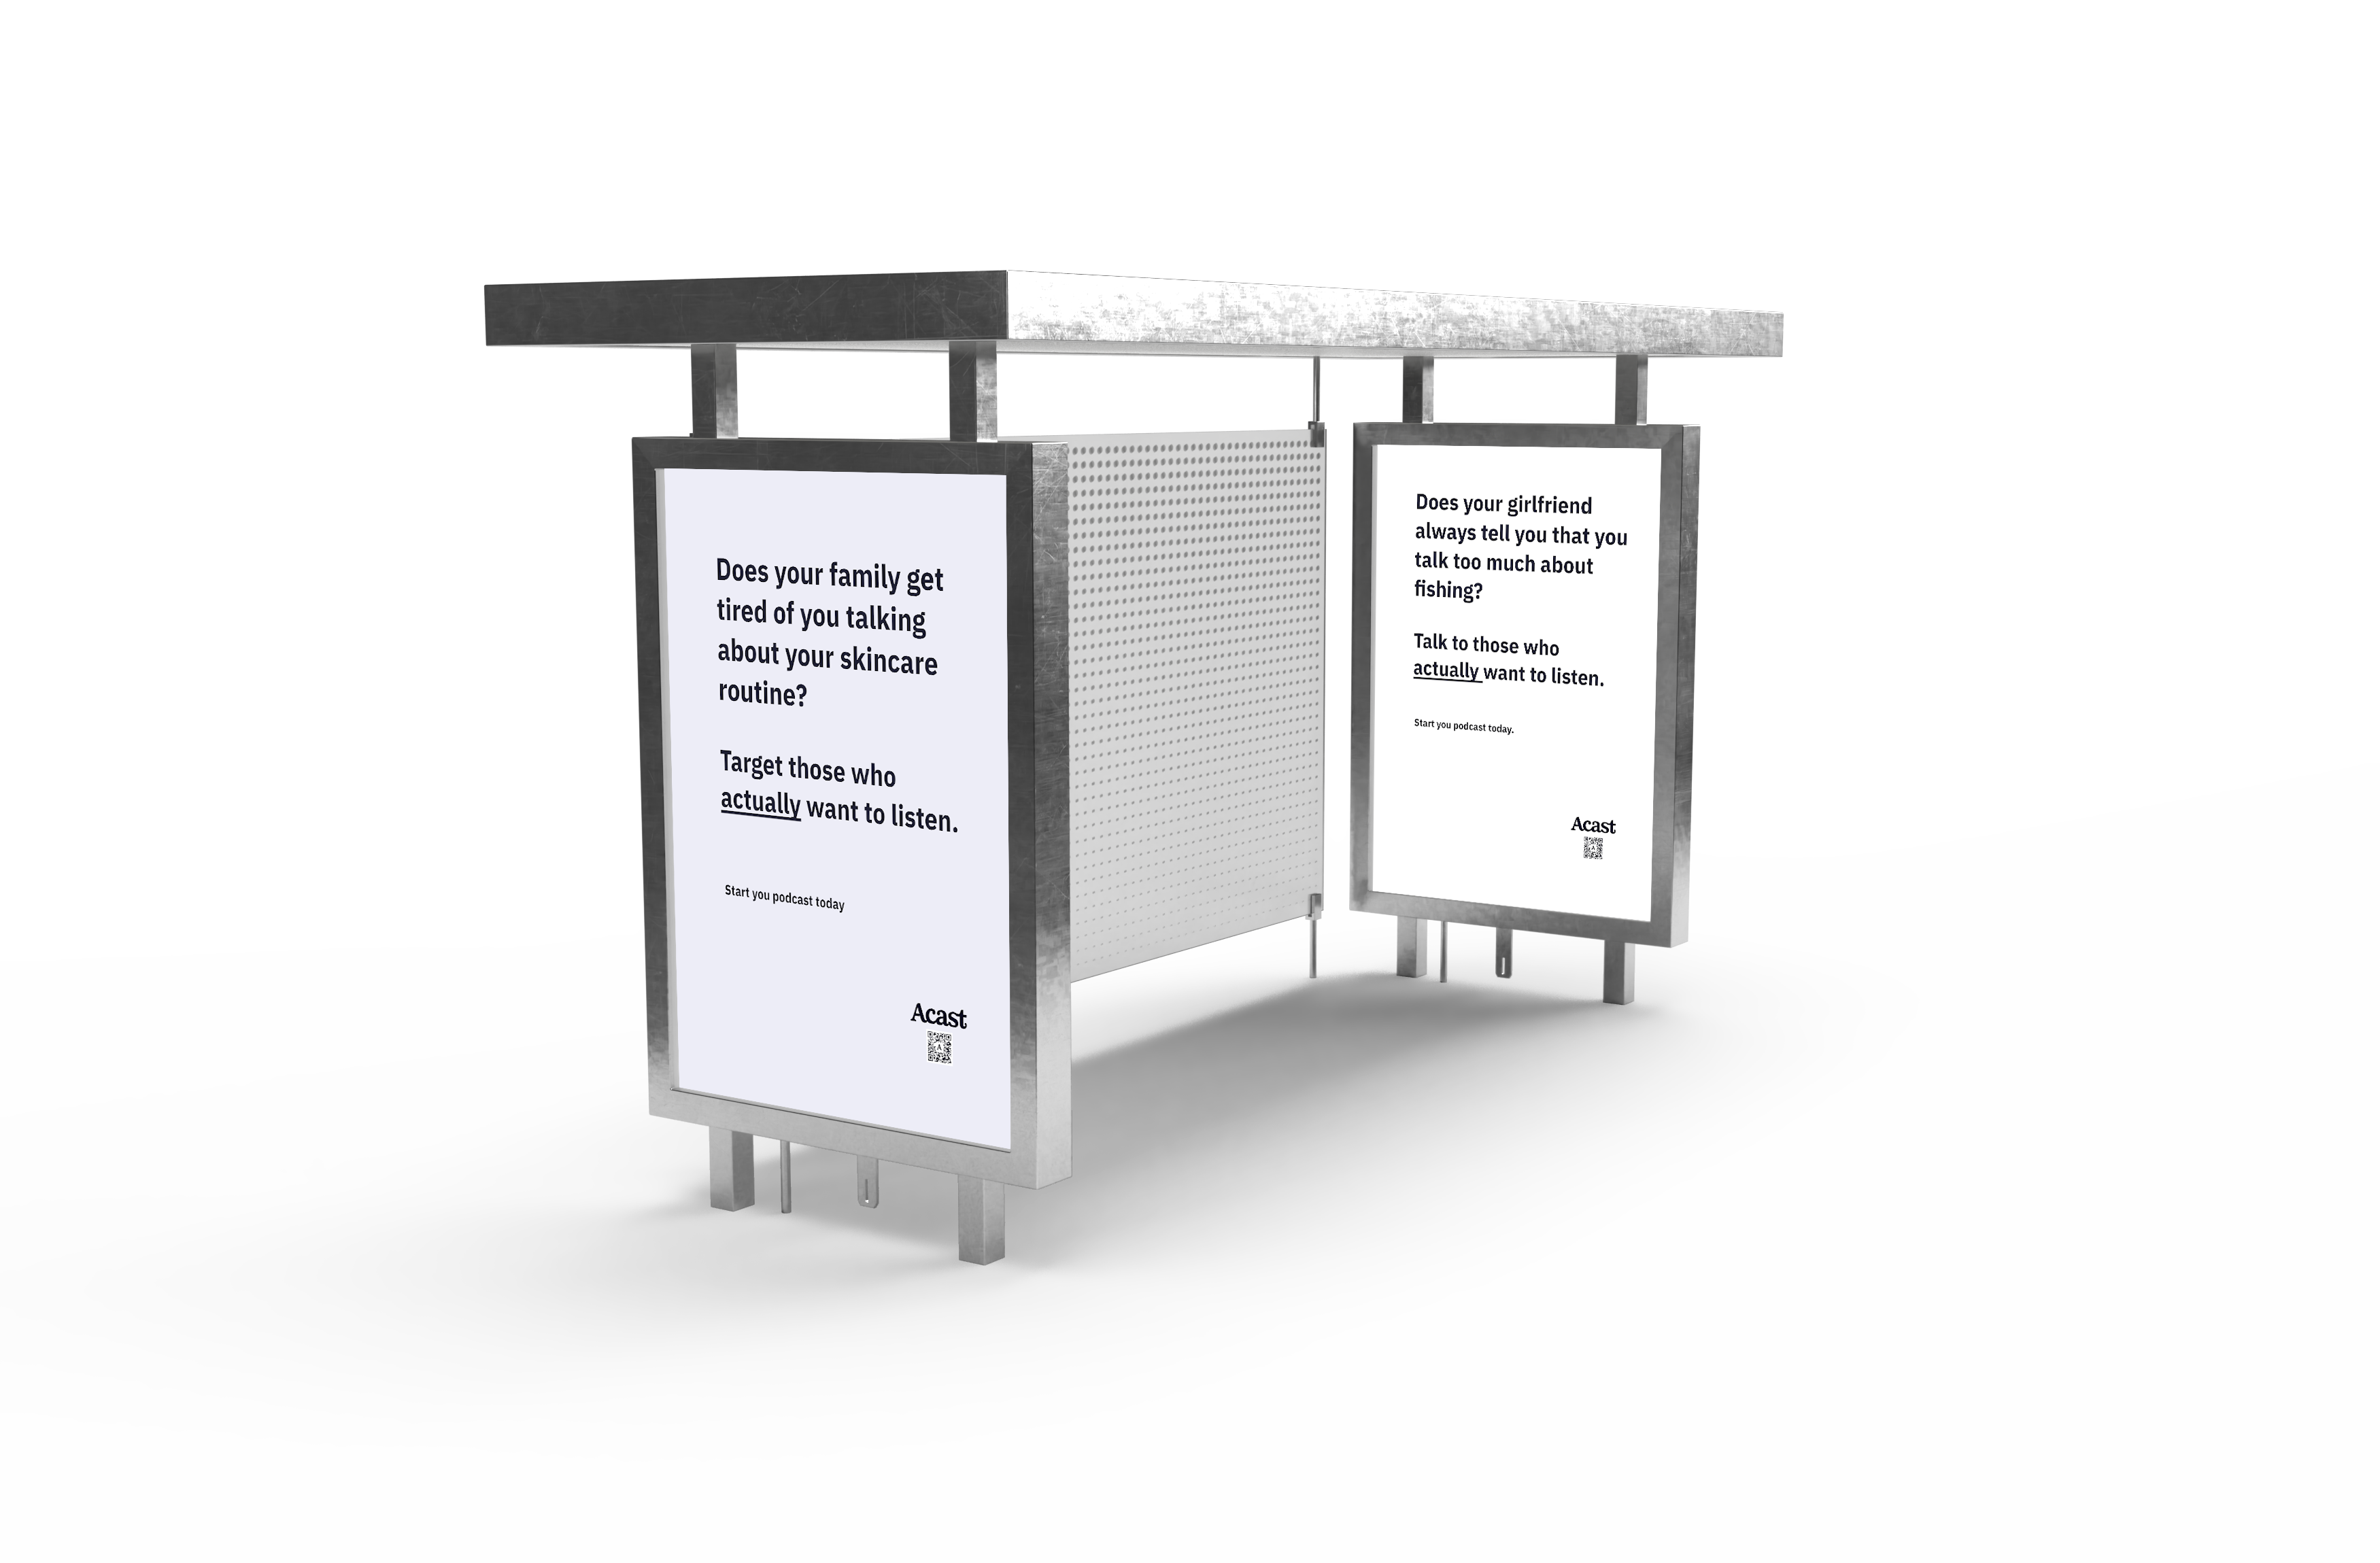 Does your family get
tired of you talking
about your skincare
routine?
Target those who
actually want to listen.
Start you podcast today
Acast
Does your girlfriend
always tell you that you
talk too much about
fishing?
Talk to those who
actually want to listen.
Start you podcast today.
Acast